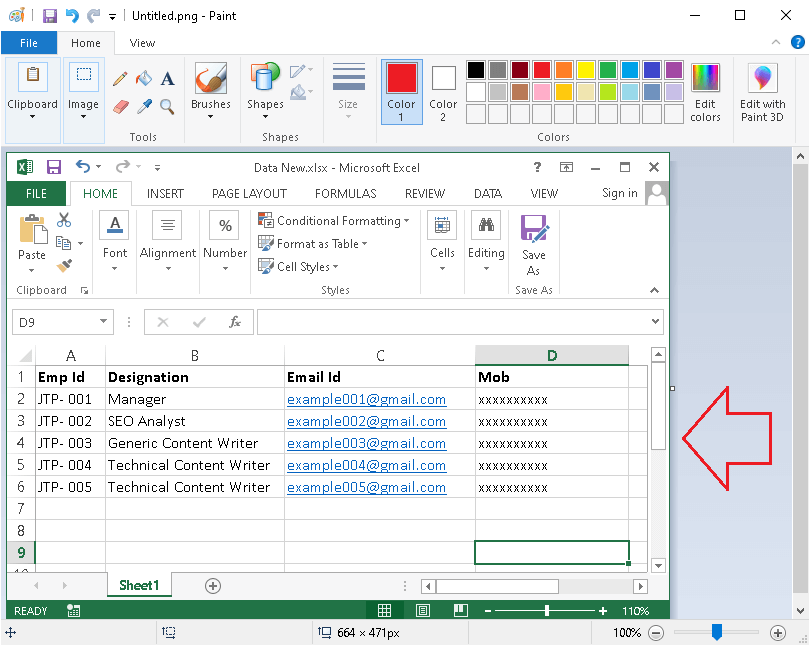 Untitled.png - Paint
File Home View
Clipboard Image Tools Brushes Shapes Shapes Size Color 1 Color 2 Colors Edit colors Edit with Paint 3D
Data New.xlsx - Microsoft Excel
FILE HOME INSERT PAGE LAYOUT FORMULAS REVIEW DATA VIEW Sign in
Paste Font Alignment Number Cells Editing Save As
Conditional Formatting
Format as Table
Cell Styles
Clipboard Styles Save As
D9 fx
A B C D
1 Emp Id Designation Email Id Mob
2 JTP- 001 Manager example001@gmail.com xxxxxxxxxx
3 JTP- 002 SEO Analyst example002@gmail.com xxxxxxxxxx
4 JTP- 003 Generic Content Writer example003@gmail.com xxxxxxxxxx
5 JTP- 004 Technical Content Writer example004@gmail.com xxxxxxxxxx
6 JTP- 005 Technical Content Writer example005@gmail.com xxxxxxxxxx
7
8
9
Sheet1
READY 110%
664 × 471px 100%